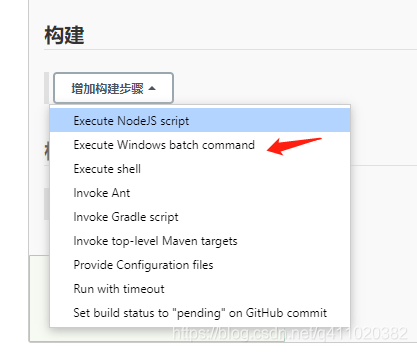 构建
增加构建步骤
Execute NodeJS script
Execute Windows batch command
Execute shell
Invoke Ant
Invoke Gradle script
Invoke top-level Maven targets
Provide Configuration files
Run with timeout
Set build status to "pending" on GitHub commit
https://blog.csdn.net/q411020382